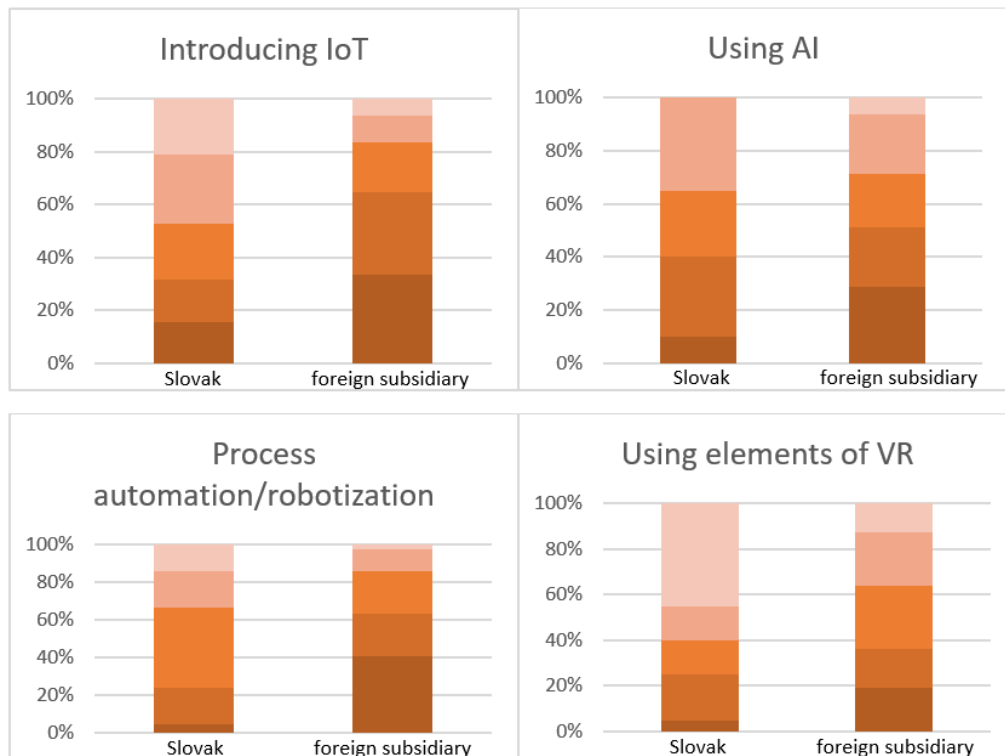 Introducing IoT
100%
80%
60%
40%
20%
0%
Slovak foreign subsidiary
Using AI
100%
80%
60%
40%
20%
0%
Slovak foreign subsidiary
Process
automation/robotization
100%
80%
60%
40%
20%
0%
Slovak foreign subsidiary
Using elements of VR
100%
80%
60%
40%
20%
0%
Slovak foreign subsidiary